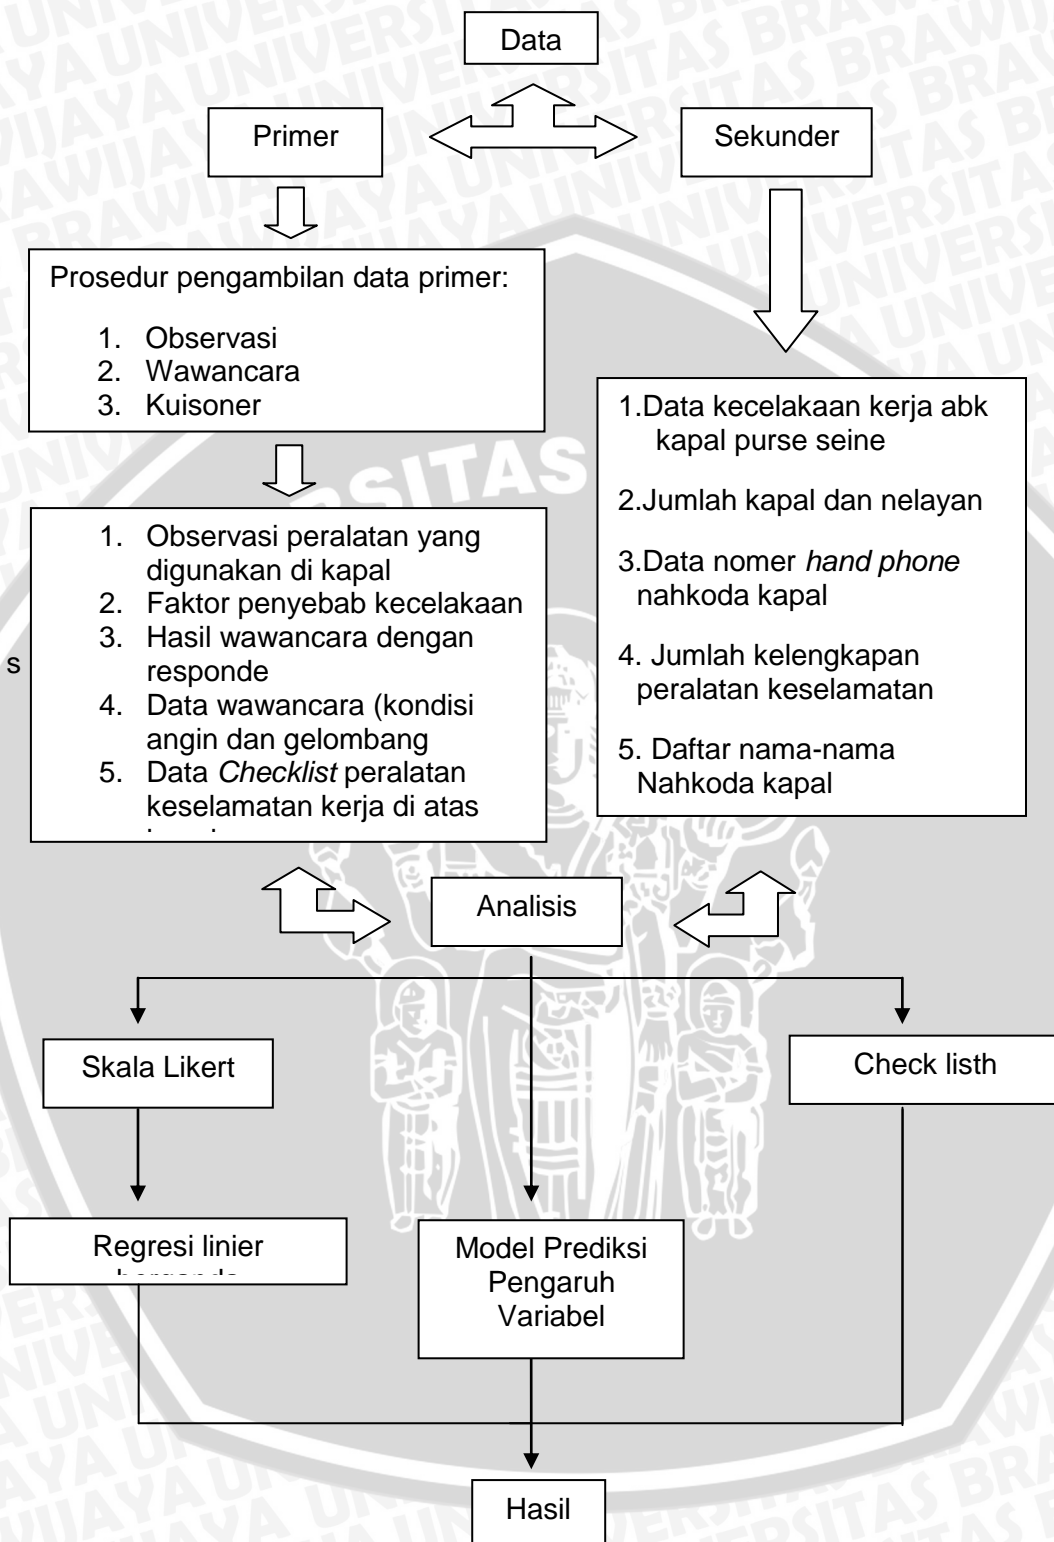 Data
Primer
Sekunder
Prosedur pengambilan data primer:
1. Observasi
2. Wawancara
3. Kuisoner
1. Observasi peralatan yang
digunakan di kapal
2. Faktor penyebab kecelakaan
3. Hasil wawancara dengan
responde
4. Data wawancara (kondisi
angin dan gelombang
5. Data Checklist peralatan
keselamatan kerja di atas
s
1.Data kecelakaan kerja abk
kapal purse seine
2.Jumlah kapal dan nelayan
3.Data nomer hand phone
nahkoda kapal
4. Jumlah kelengkapan
peralatan keselamatan
5. Daftar nama-nama
Nahkoda kapal
Analisis
Skala Likert
Check listh
Regresi linier
Model Prediksi
Pengaruh
Variabel
Hasil